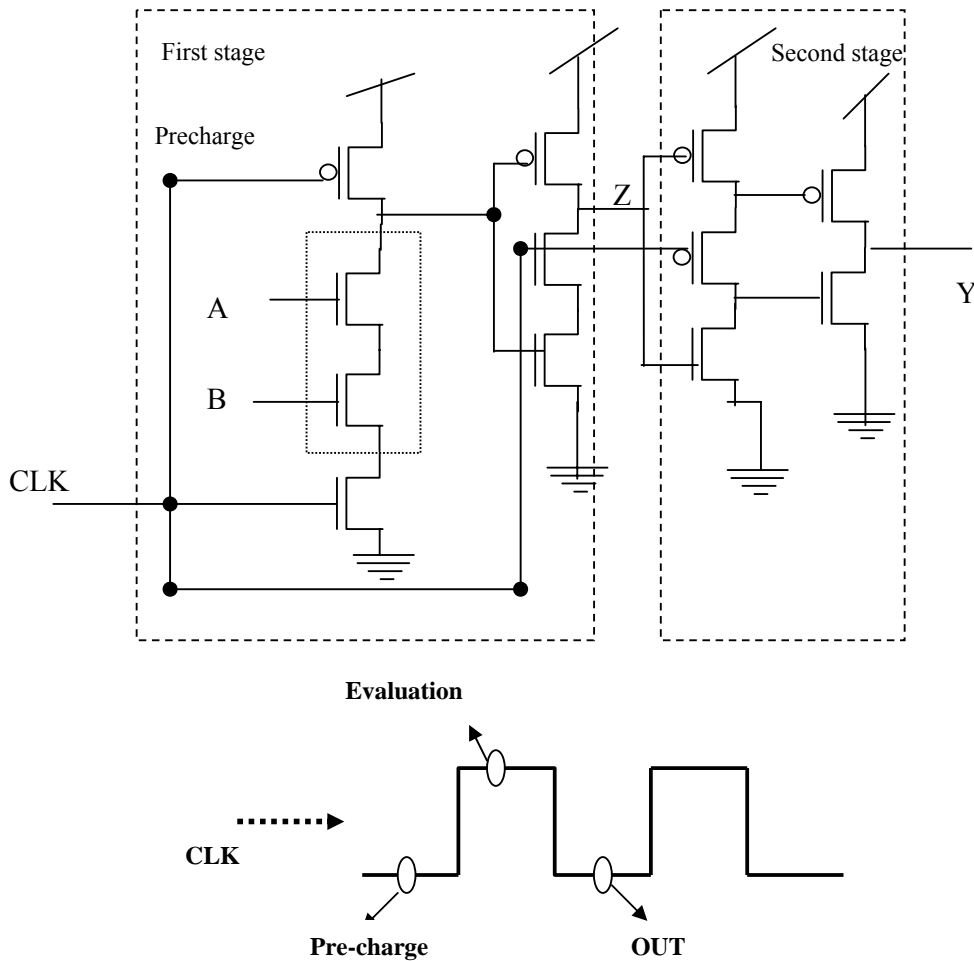 First stage
Second stage
Precharge
Z
A
Y
B
CLK
Evaluation
CLK
Pre-charge
OUT